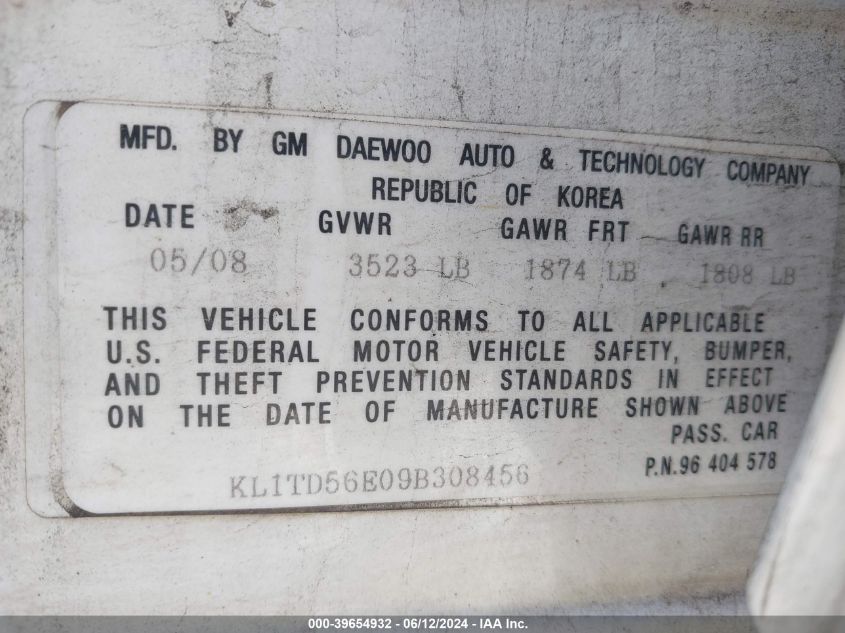 MFD. BY GM DAEWOO AUTO & TECHNOLOGY COMPANY
REPUBLIC OF KOREA
DATE GVWR GAWR FRT GAWR RR
05/08 3523 LB 1874 LB 1808 LB
THIS VEHICLE CONFORMS TO ALL APPLICABLE
U.S. FEDERAL MOTOR VEHICLE SAFETY, BUMPER,
AND THEFT PREVENTION STANDARDS IN EFFECT
ON THE DATE OF MANUFACTURE SHOWN ABOVE
PASS. CAR
KL1TD56E09B308456 P.N.96 404 578
000-39654932 - 06/12/2024 - IAA Inc.